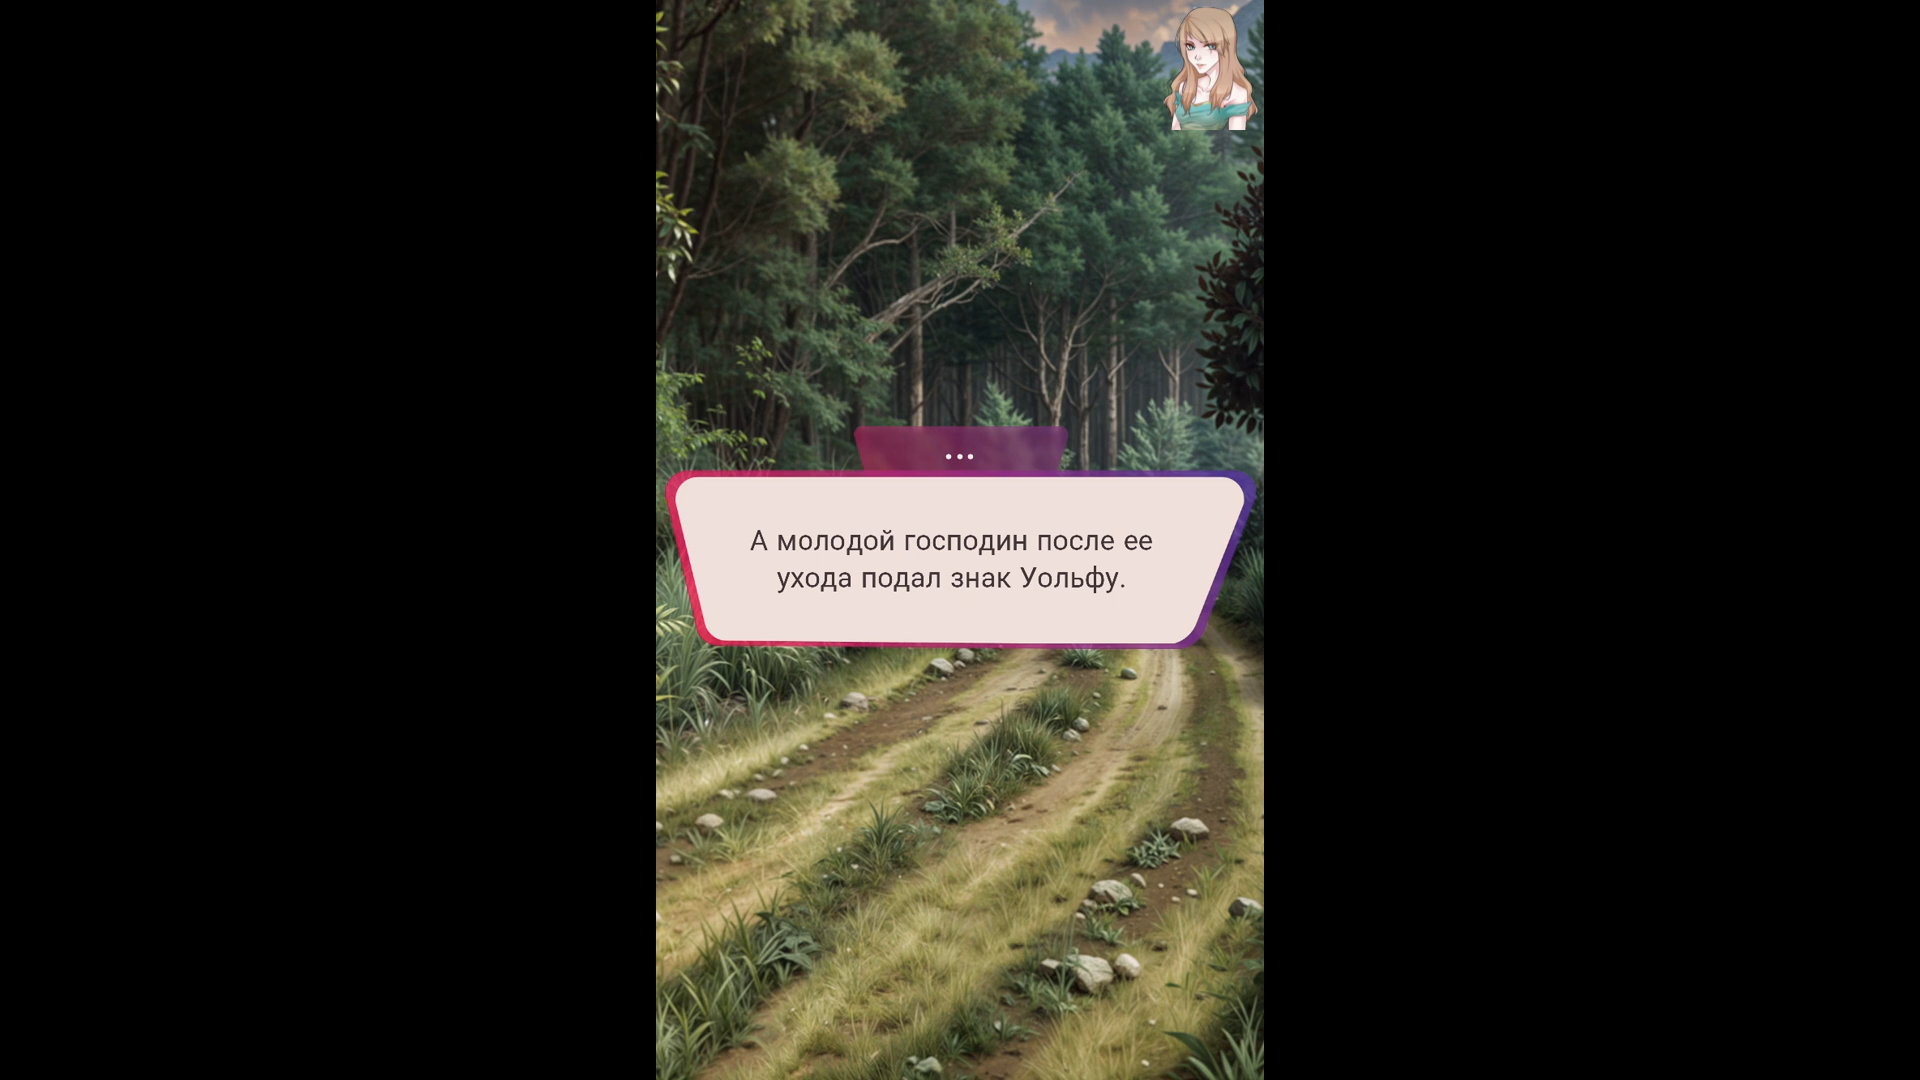 ...
А молодой господин после ее
ухода подал знак Уольфу.